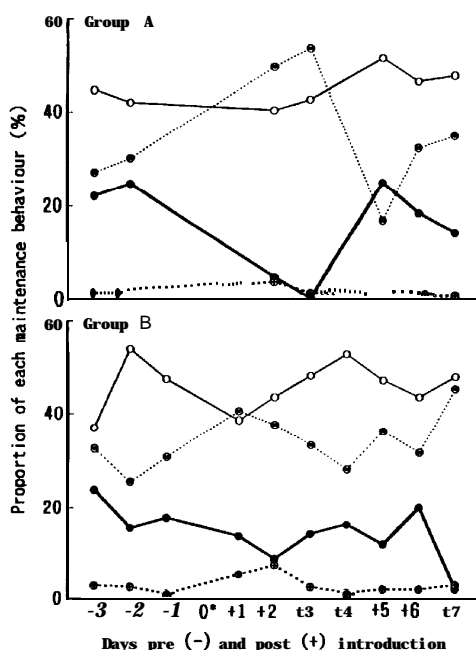 60
Group A
40
20
0
60
Group B
40
20
0
Proportion of each maintenance behaviour (%)
-3 -2 -1 0* +1 +2 t3 t4 +5 +6 t7
Days pre (-) and post (+) introduction